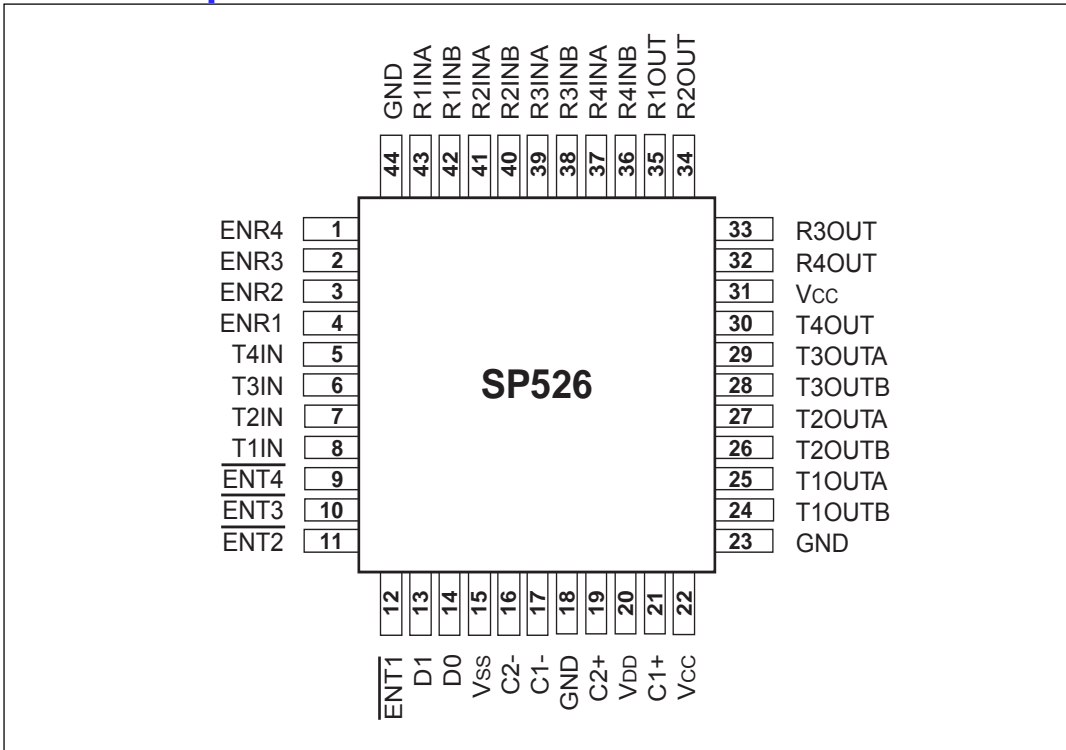 GND
R1INA
R1INB
R2INA
R2INB
R3INA
R3INB
R4INA
R4INB
R1OUT
R2OUT
44
43
42
41
40
39
38
37
36
35
34
ENR4 1
ENR3 2
ENR2 3
ENR1 4
T4IN 5
T3IN 6
T2IN 7
T1IN 8
ENT4 9
ENT3 10
ENT2 11
SP526
33 R3OUT
32 R4OUT
31 VCC
30 T4OUT
29 T3OUTA
28 T3OUTB
27 T2OUTA
26 T2OUTB
25 T1OUTA
24 T1OUTB
23 GND
12
13
14
15
16
17
18
19
20
21
22
ENT1
D1
D0
VSS
C2-
C1-
GND
C2+
VDD
C1+
VCC